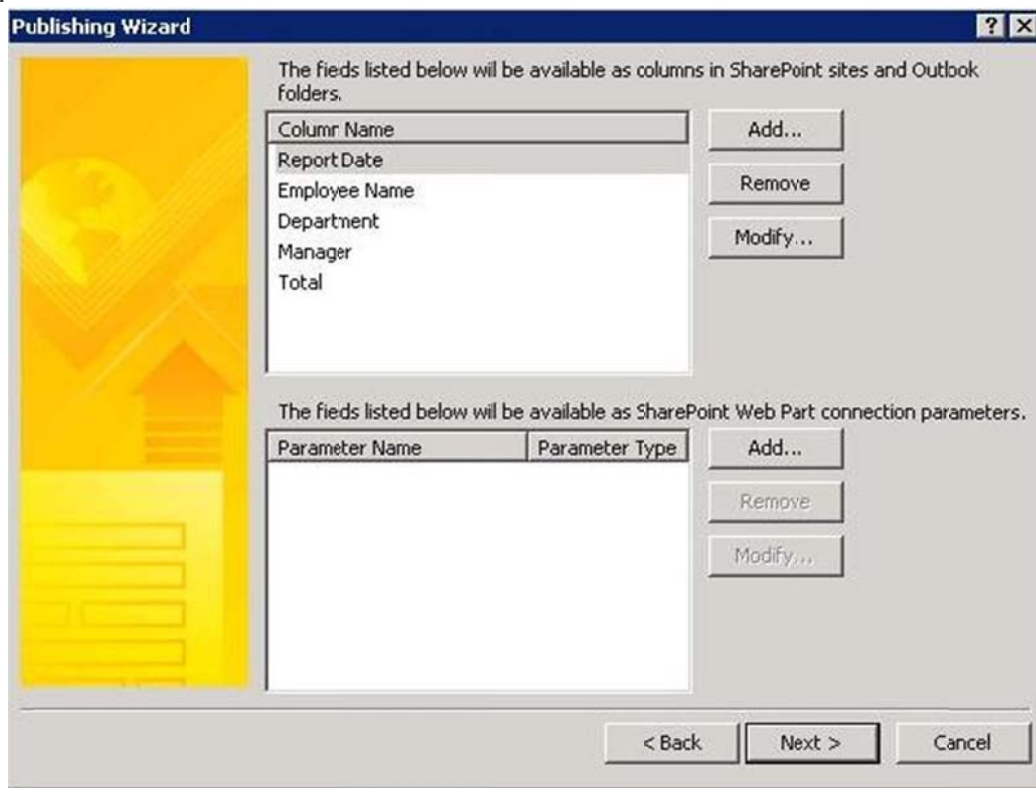 Publishing Wizard
The fieds listed below will be available as columns in SharePoint sites and Outlook
folders.
Column Name
Add...
Report Date
Remove
Employee Name
Department
Modify...
Manager
Total
The fieds listed below will be available as SharePoint Web Part connection parameters.
Parameter Name Parameter Type
Add...
Remove
Modify...
< Back Next > Cancel